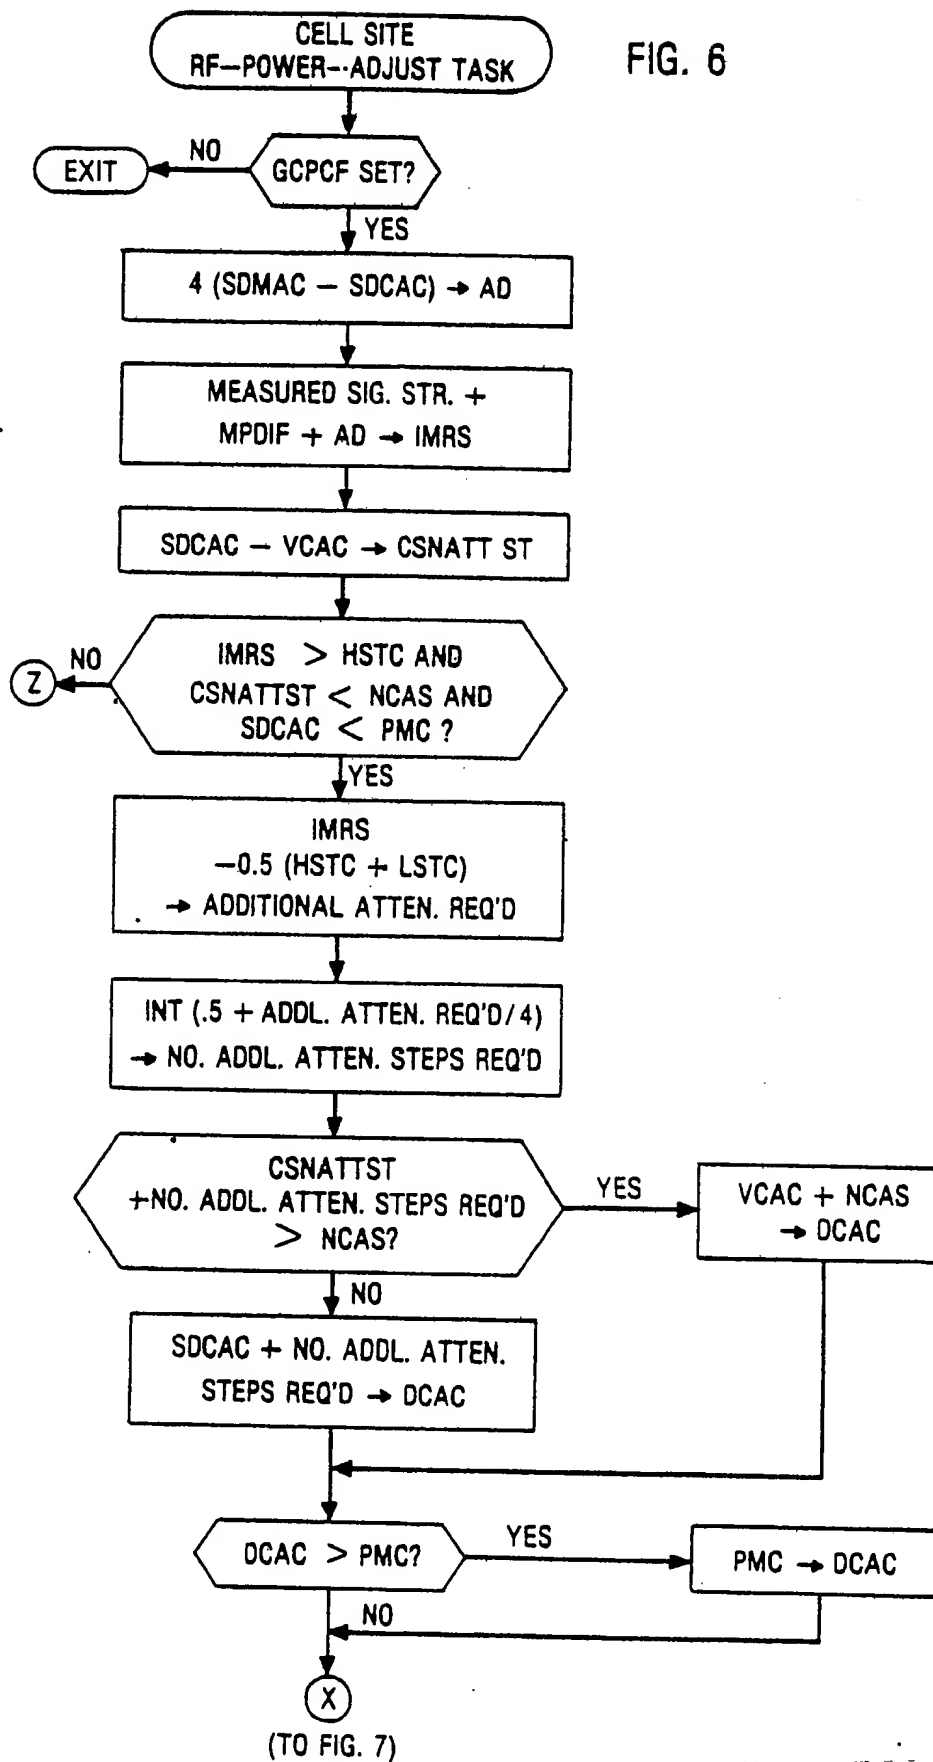 CELL SITE
RF-POWER-ADJUST TASK
FIG. 6
GCPCF SET?
NO
EXIT
YES
4 (SDMAC - SDCAC) → AD
MEASURED SIG. STR. +
MPDIF + AD → IMRS
SDCAC - VCAC → CSNATT ST
IMRS > HSTC AND
CSNATTST < NCAS AND
SDCAC < PMC ?
NO
Z
YES
IMRS
-0.5 (HSTC + LSTC)
→ ADDITIONAL ATTEN. REQ'D
INT (.5 + ADDL. ATTEN. REQ'D/4)
→ NO. ADDL. ATTEN. STEPS REQ'D
CSNATTST
+NO. ADDL. ATTEN. STEPS REQ'D
> NCAS?
YES
VCAC + NCAS
→ DCAC
NO
SDCAC + NO. ADDL. ATTEN.
STEPS REQ'D → DCAC
DCAC > PMC?
YES
PMC → DCAC
NO
X
(TO FIG. 7)